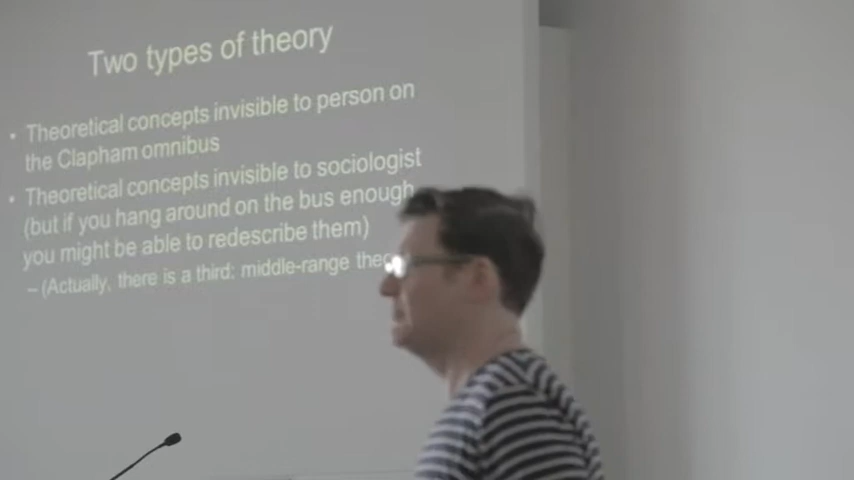 Two types of theory
• Theoretical concepts invisible to person on
the Clapham omnibus
• Theoretical concepts invisible to sociologist
(but if you hang around on the bus enough
you might be able to redescribe them)
– (Actually, there is a third: middle-range